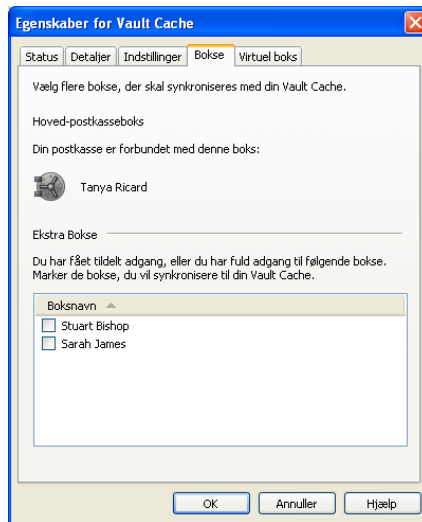 Egenskaber for Vault Cache
Status Detaljer Indstillinger Bokse Virtuel boks
Vælg flere bokse, der skal synkroniseres med din Vault Cache.
Hoved-postkasseboks
Din postkasse er forbundet med denne boks:
Tanya Ricard
Ekstra Bokse
Du har fået tildelt adgang, eller du har fuld adgang til følgende bokse.
Marker de bokse, du vil synkronisere til din Vault Cache.
Boksnavn
Stuart Bishop
Sarah James
OK Annuller Hjælp